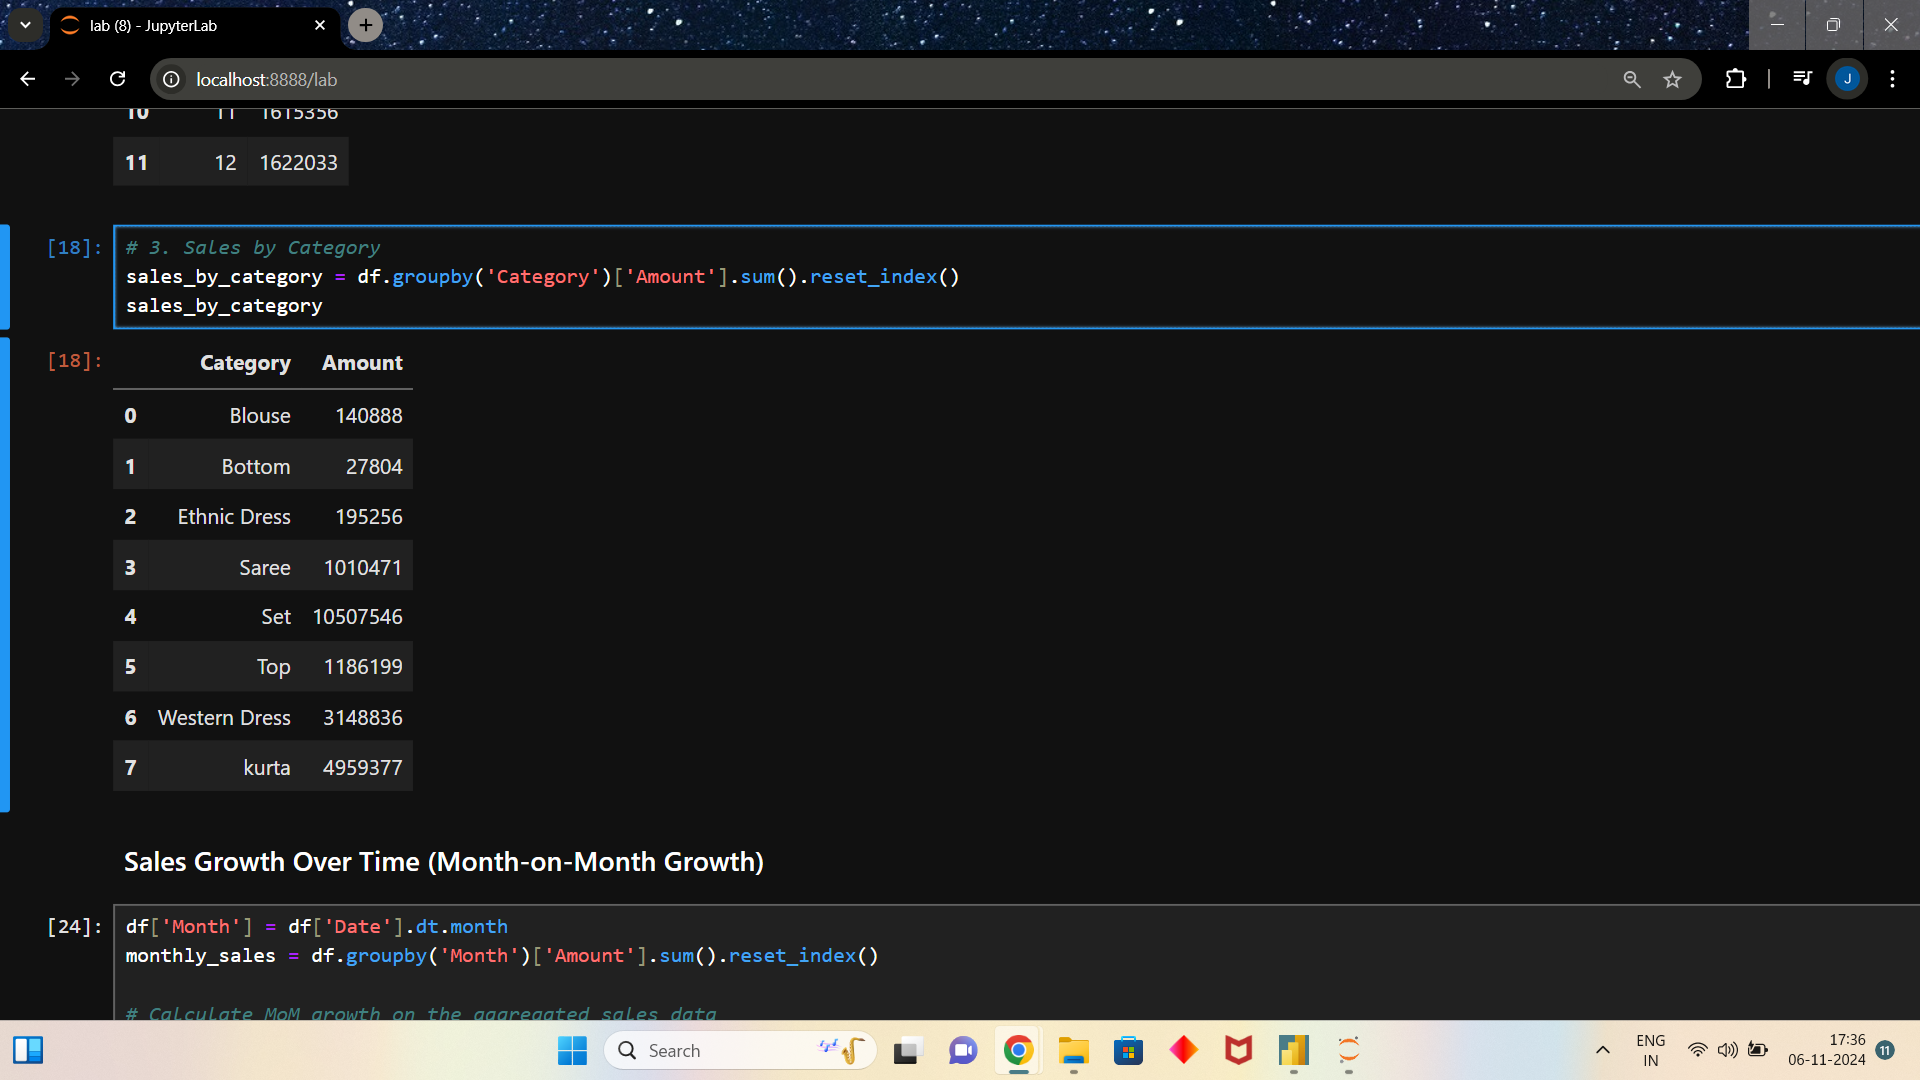 lab (8) - JupyterLab
localhost:8888/lab
10 11 1615356
11 12 1622033
[18]: # 3. Sales by Category
sales_by_category = df.groupby('Category')['Amount'].sum().reset_index()
sales_by_category
[18]: Category Amount
0 Blouse 140888
1 Bottom 27804
2 Ethnic Dress 195256
3 Saree 1010471
4 Set 10507546
5 Top 1186199
6 Western Dress 3148836
7 kurta 4959377
Sales Growth Over Time (Month-on-Month Growth)
[24]: df['Month'] = df['Date'].dt.month
monthly_sales = df.groupby('Month')['Amount'].sum().reset_index()
# Calculate MoM growth on the aggregated sales data
Search
ENG
IN
17:36
06-11-2024
11
J